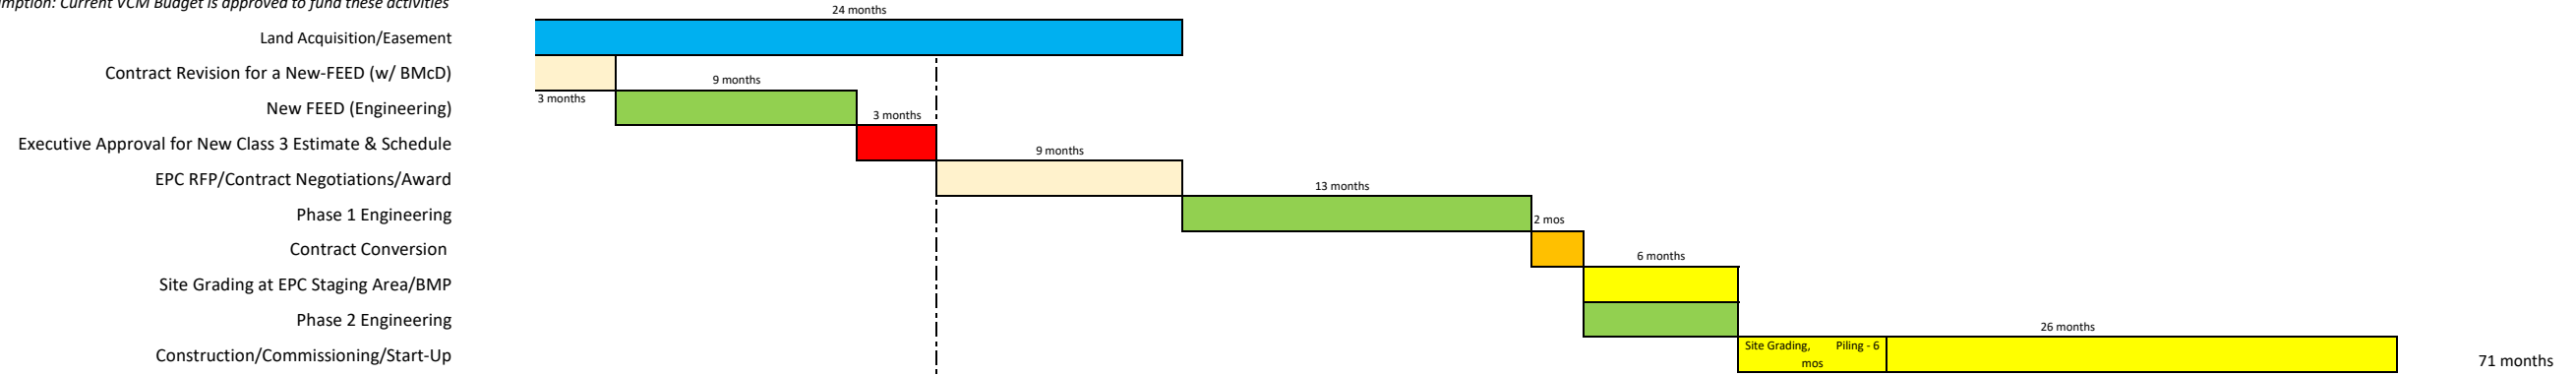 mption: Current VCM Budget is approved to fund these activities
24 months
Land Acquisition/Easement
Contract Revision for a New-FEED (w/ BMcD)
9 months
3 months
New FEED (Engineering)
3 months
Executive Approval for New Class 3 Estimate & Schedule
9 months
EPC RFP/Contract Negotiations/Award
13 months
Phase 1 Engineering
2 mos
Contract Conversion
6 months
Site Grading at EPC Staging Area/BMP
Phase 2 Engineering
26 months
Site Grading, Piling - 6
mos
Construction/Commissioning/Start-Up
71 months